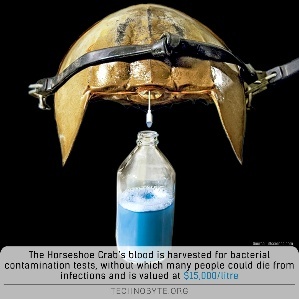 The Horseshoe Crab's blood is harvested for bacterial
contamination tests, without which many people could die from
infections and is valued at $15,000/litre
TECHNOBYTE.ORG